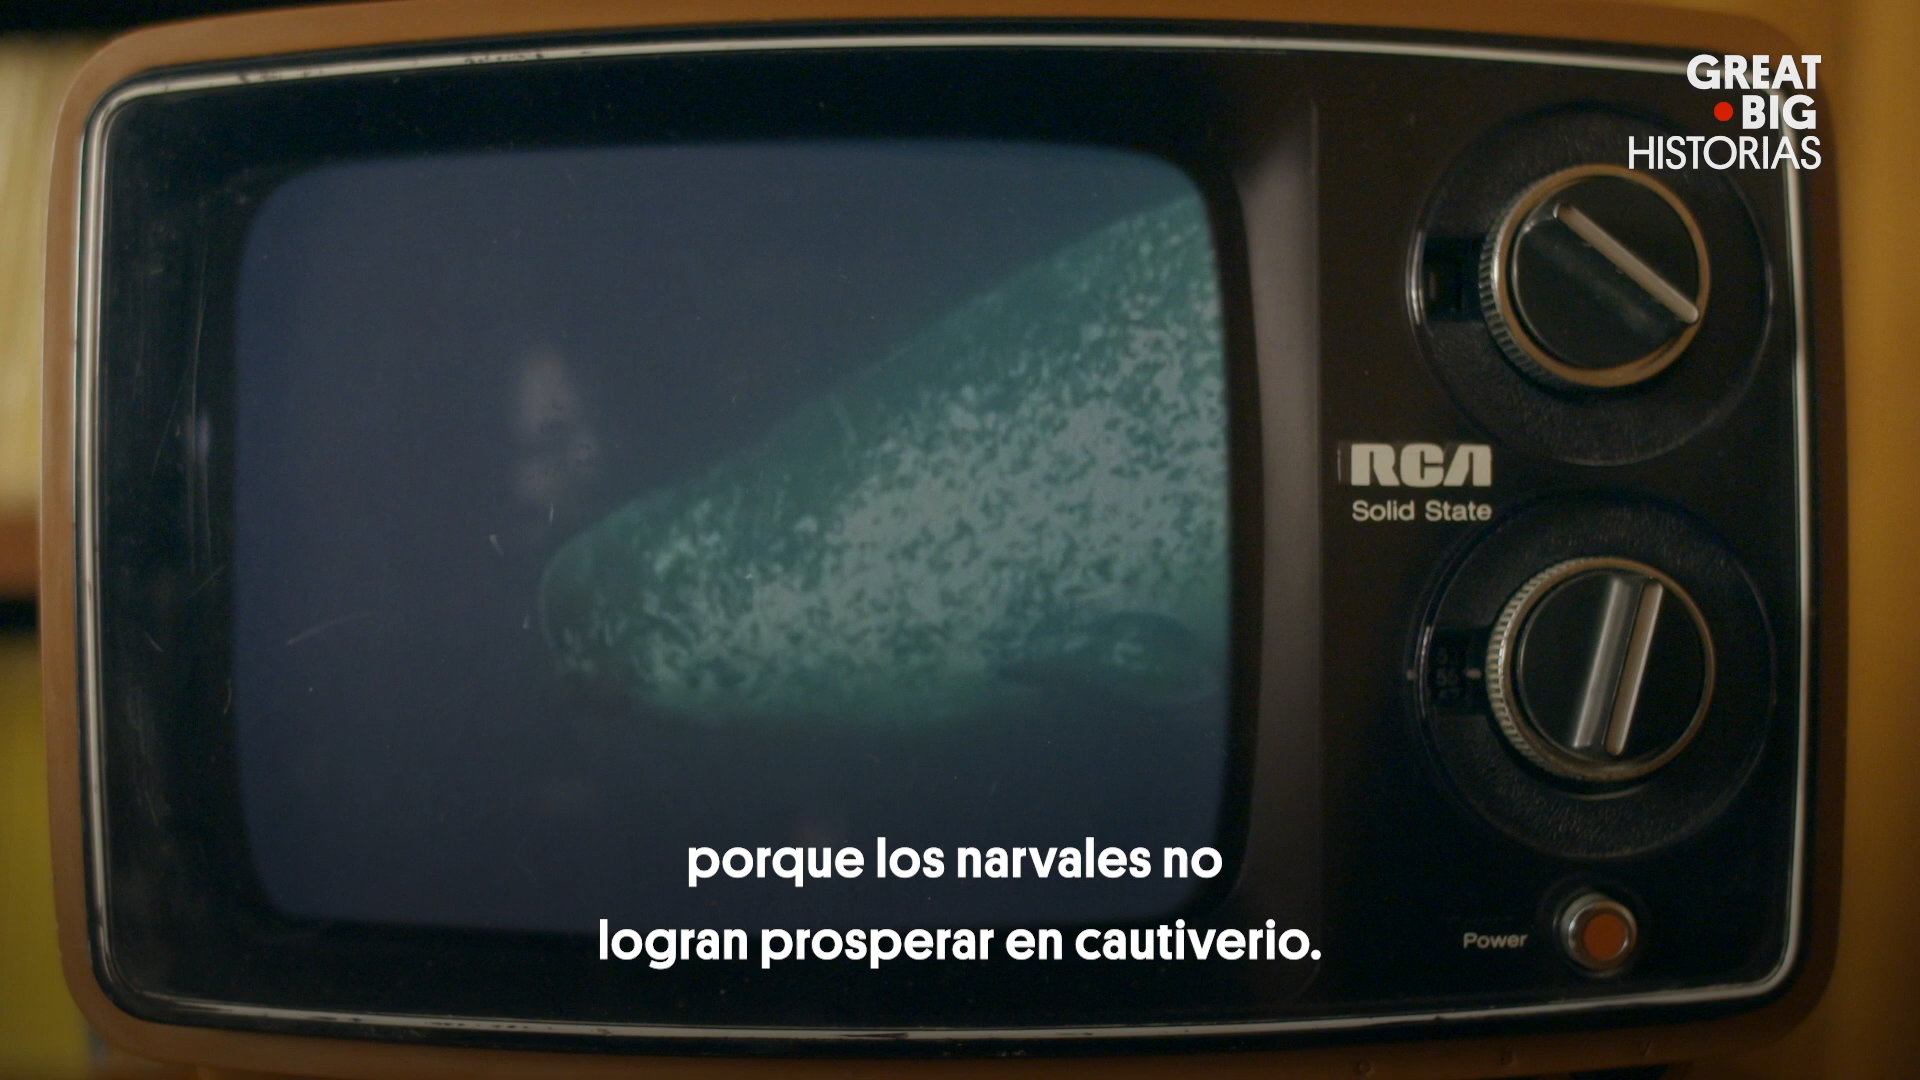 GREAT
BIG
HISTORIAS
RCA
Solid State
porque los narvales no
logran prosperar en cautiverio.
Power